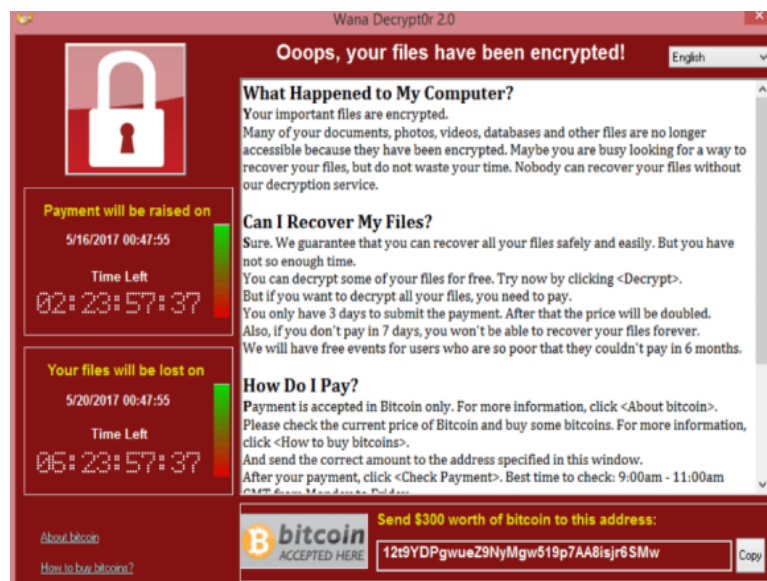 Wana Decrypt0r 2.0
Ooops, your files have been encrypted!
English
What Happened to My Computer?
Your important files are encrypted.
Many of your documents, photos, videos, databases and other files are no longer
accessible because they have been encrypted. Maybe you are busy looking for a way to
recover your files, but do not waste your time. Nobody can recover your files without
our decryption service.
Can I Recover My Files?
Sure. We guarantee that you can recover all your files safely and easily. But you have
not so enough time.
You can decrypt some of your files for free. Try now by clicking <Decrypt>.
But if you want to decrypt all your files, you need to pay.
You only have 3 days to submit the payment. After that the price will be doubled.
Also, if you don't pay in 7 days, you won't be able to recover your files forever.
We will have free events for users who are so poor that they couldn't pay in 6 months.
How Do I Pay?
Payment is accepted in Bitcoin only. For more information, click <About bitcoin>.
Please check the current price of Bitcoin and buy some bitcoins. For more information,
click <How to buy bitcoins>.
And send the correct amount to the address specified in this window.
After your payment, click <Check Payment>. Best time to check: 9:00am - 11:00am
GMT from Monday to Friday
Payment will be raised on
5/16/2017 00:47:55
Time Left
02:23:57:37
Your files will be lost on
5/20/2017 00:47:55
Time Left
06:23:57:37
About bitcoin
How to buy bitcoins?
bitcoin
ACCEPTED HERE
Send $300 worth of bitcoin to this address:
12t9YDPgwueZ9NyMgw519p7AA8isjr6SMw
Copy